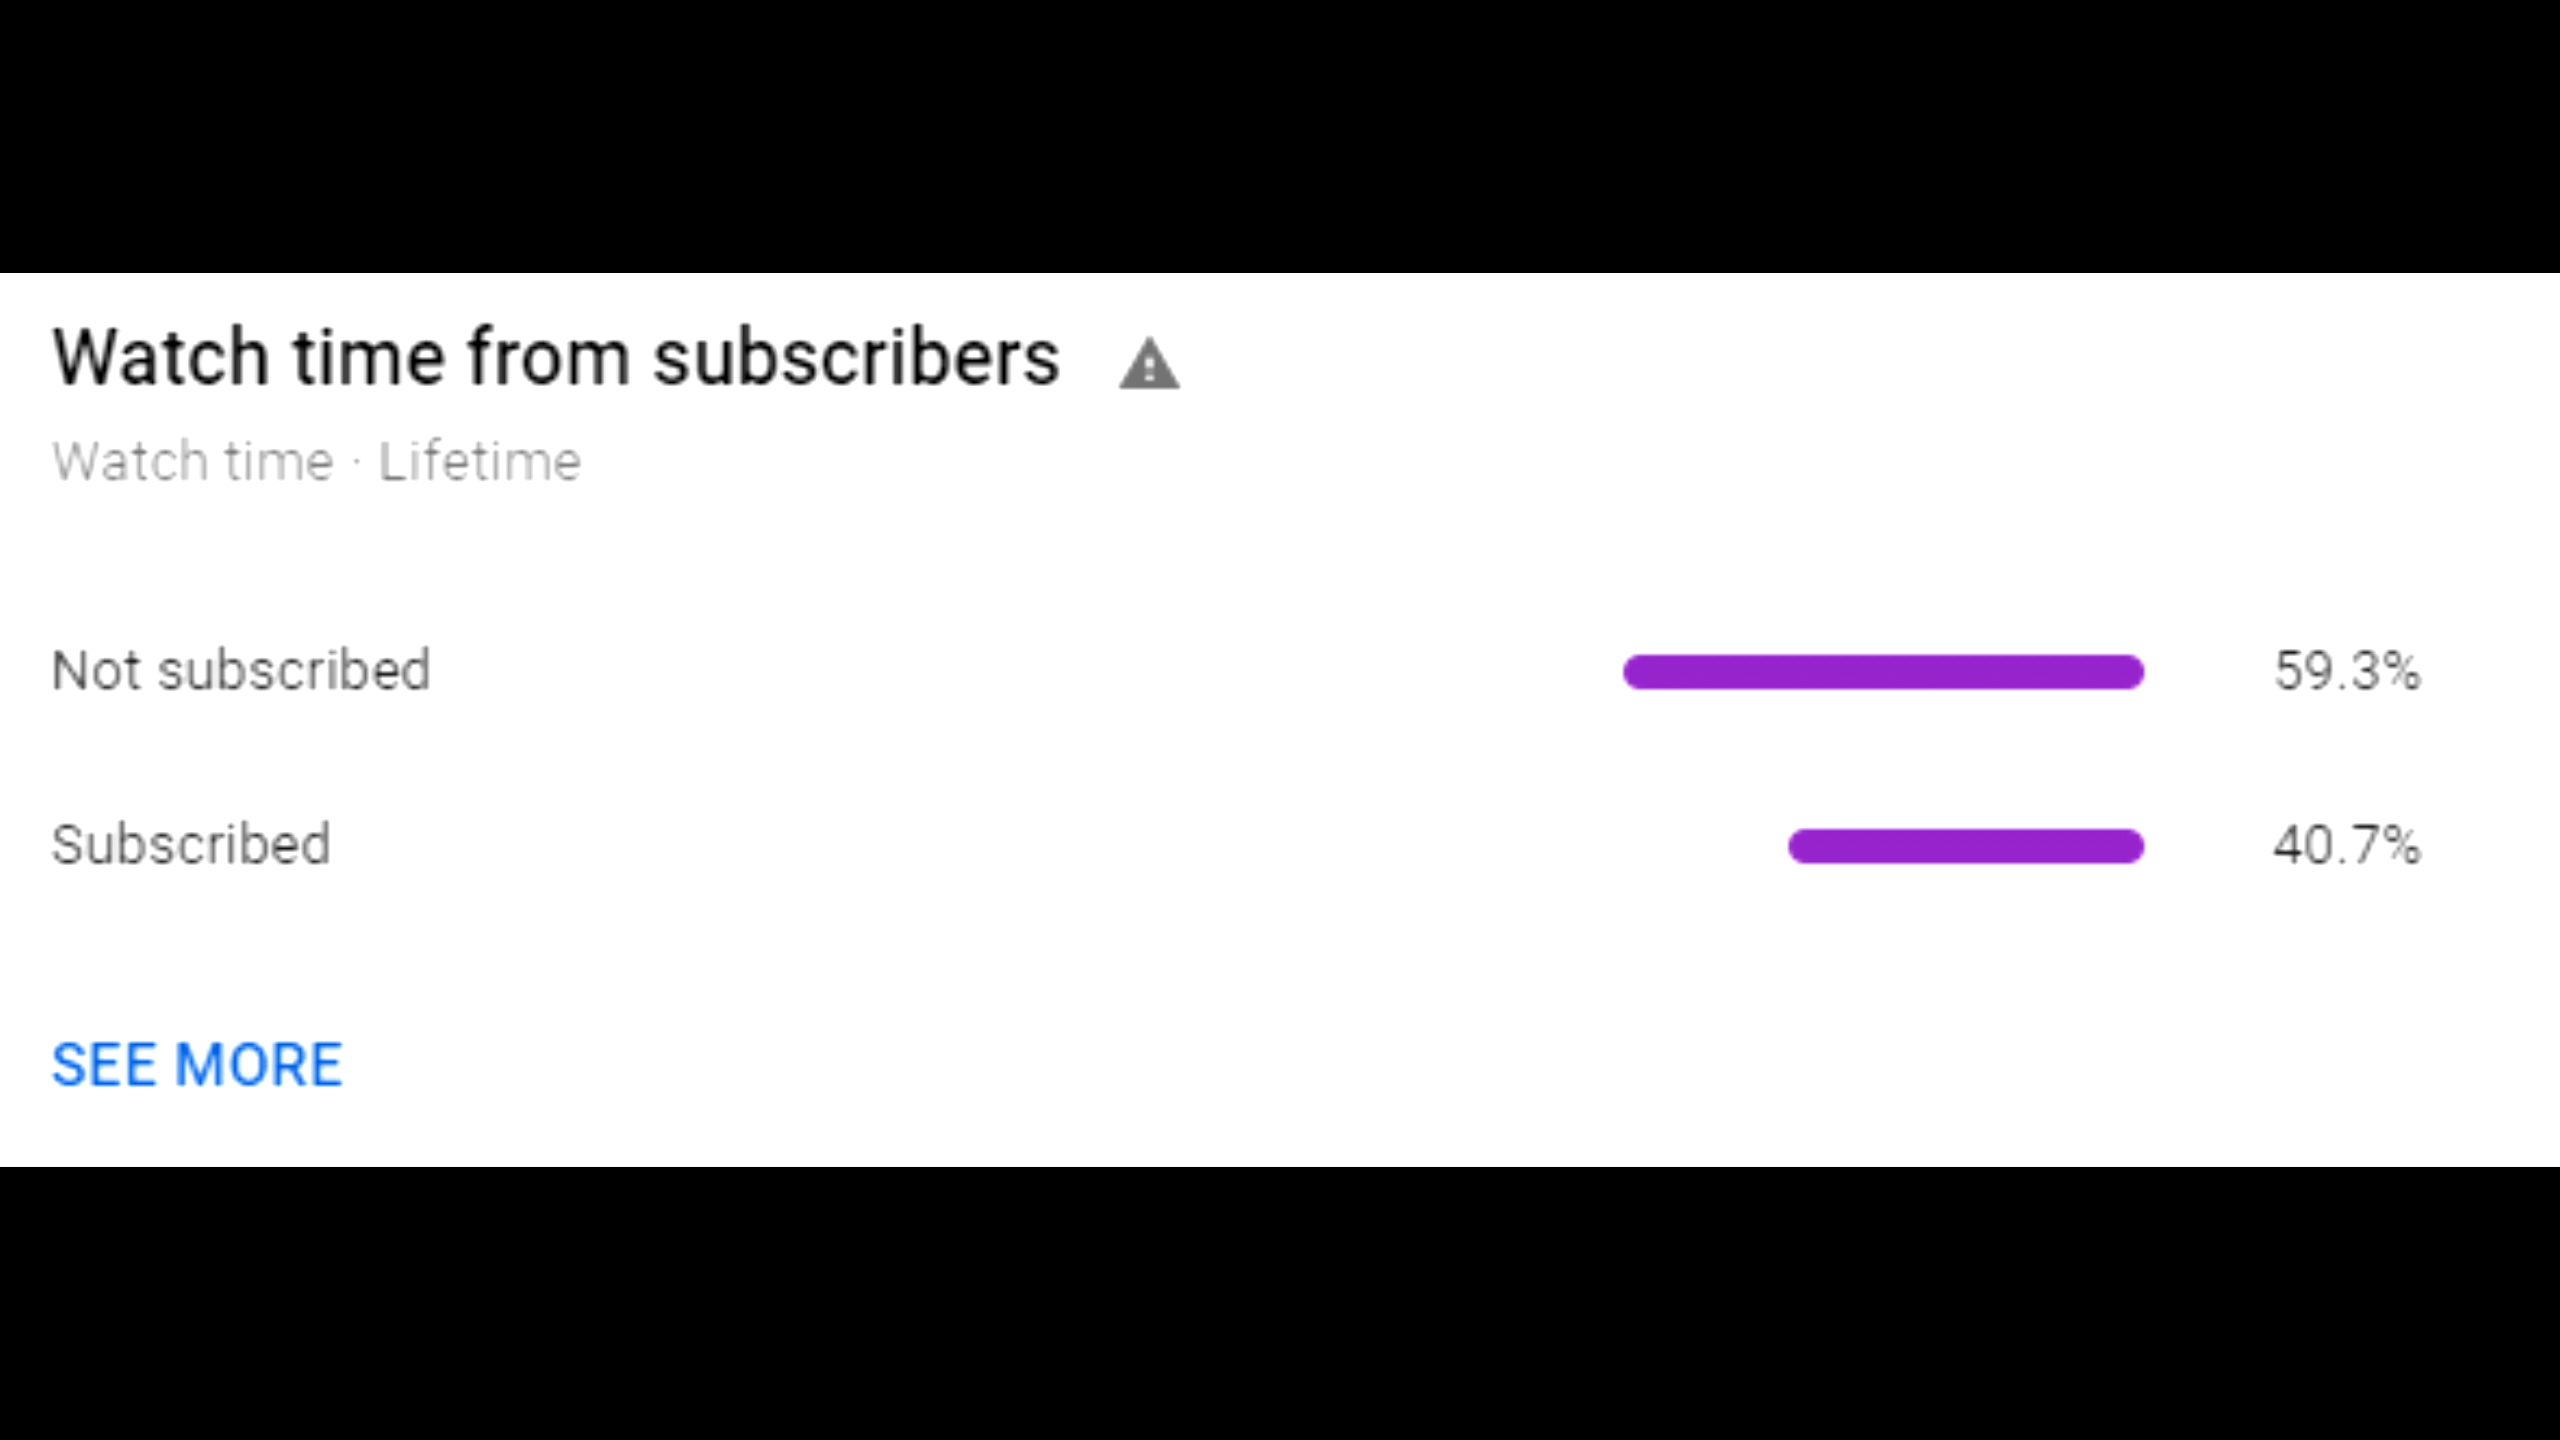 Watch time from subscribers
Watch time · Lifetime
Not subscribed 59.3%
Subscribed 40.7%
SEE MORE